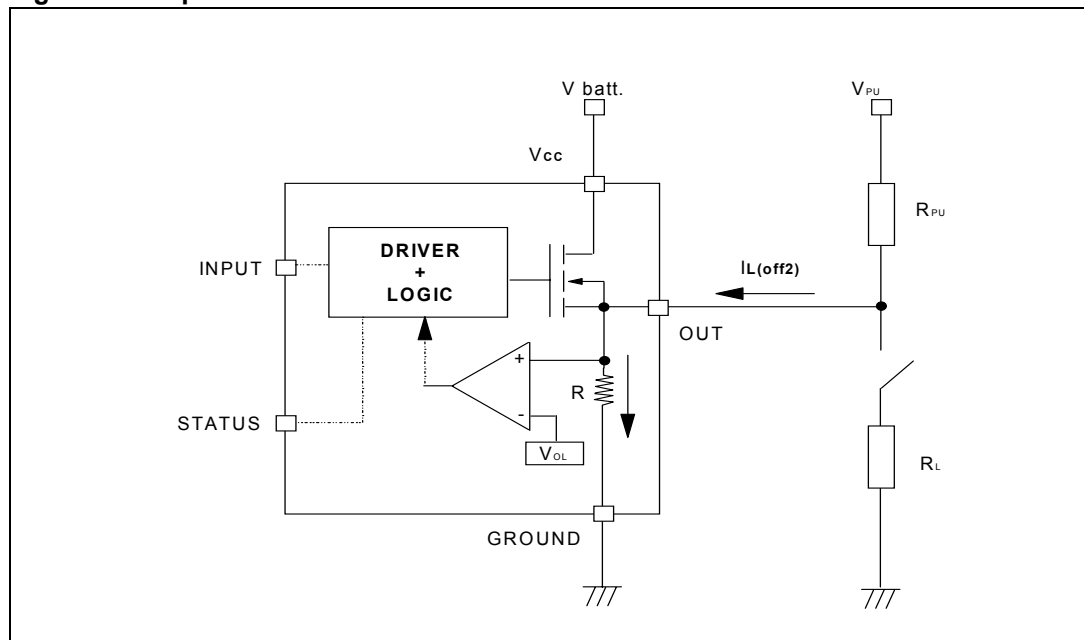 V batt.
VPU
Vcc
RPU
DRIVER
+
LOGIC
INPUT
IL(off2)
OUT
+
R
-
VOL
STATUS
RL
GROUND